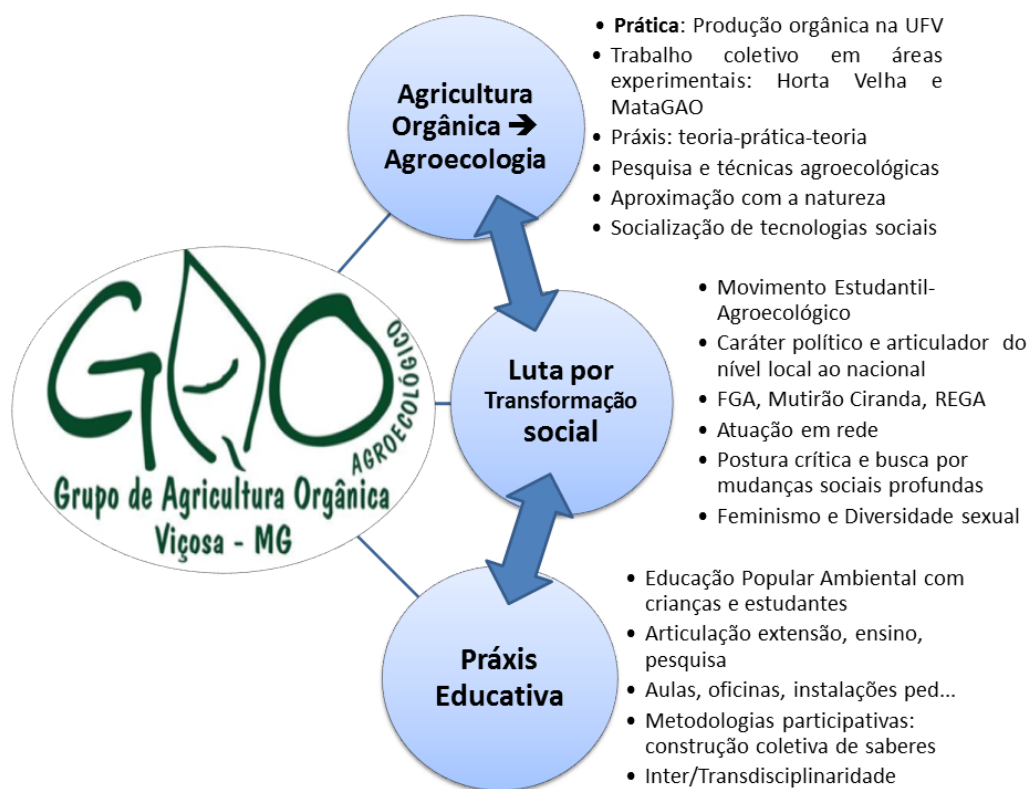 GAO
AGROECOLÓGICO
Grupo de Agricultura Orgânica
Viçosa - MG
Agricultura
Orgânica ➔
Agroecologia
• Prática: Produção orgânica na UFV
• Trabalho coletivo em áreas
experimentais: Horta Velha e
MataGAO
• Práxis: teoria-prática-teoria
• Pesquisa e técnicas agroecológicas
• Aproximação com a natureza
• Socialização de tecnologias sociais
Luta por
Transformação
social
• Movimento Estudantil-
Agroecológico
• Caráter político e articulador do
nível local ao nacional
• FGA, Mutirão Ciranda, REGA
• Atuação em rede
• Postura crítica e busca por
mudanças sociais profundas
• Feminismo e Diversidade sexual
Práxis
Educativa
• Educação Popular Ambiental com
crianças e estudantes
• Articulação extensão, ensino,
pesquisa
• Aulas, oficinas, instalações ped...
• Metodologias participativas:
construção coletiva de saberes
• Inter/Transdisciplinaridade